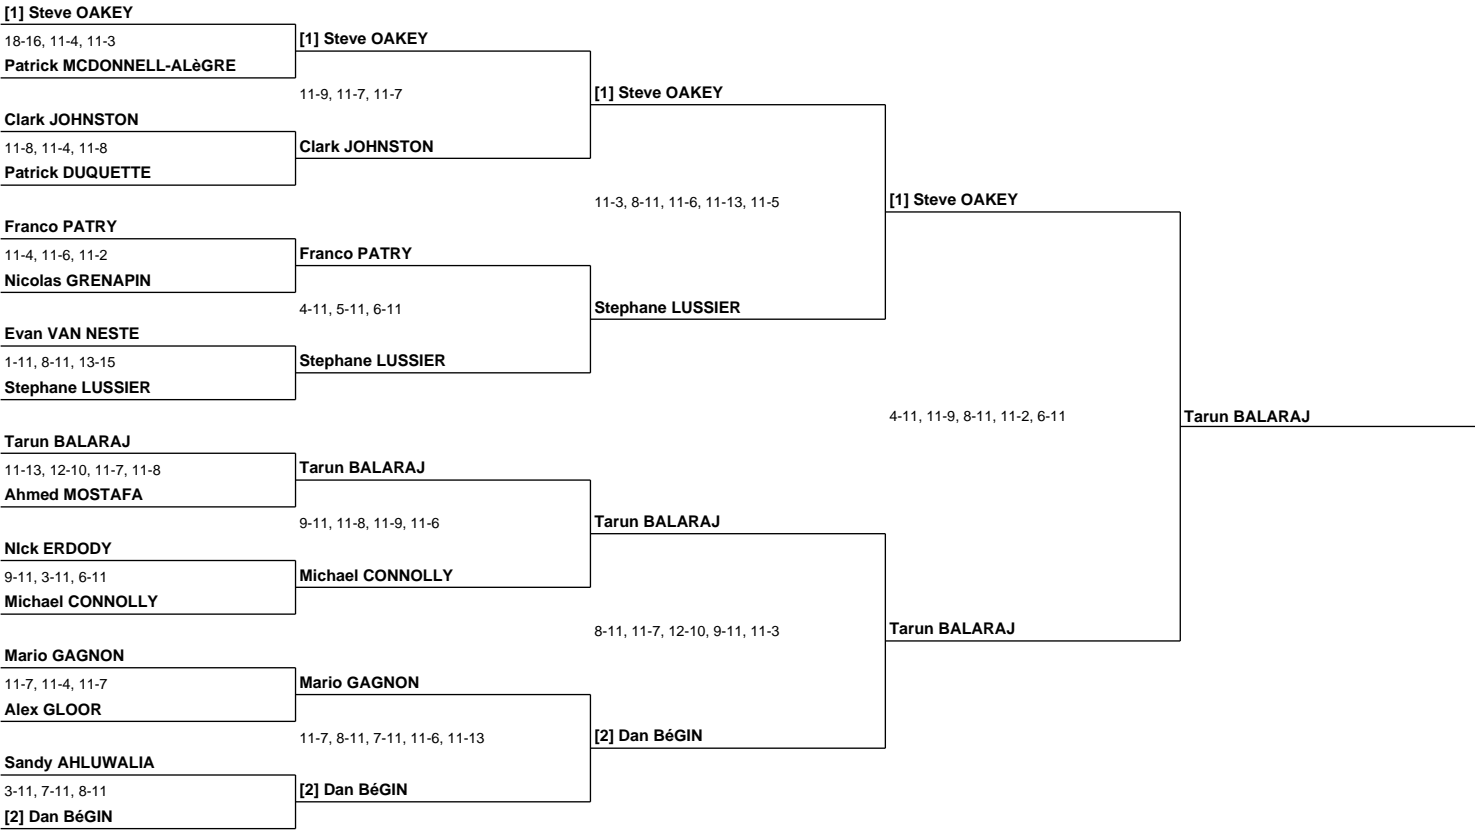 [1] Steve OAKEY
18-16, 11-4, 11-3
Patrick MCDONNELL-ALèGRE
Clark JOHNSTON
11-8, 11-4, 11-8
Patrick DUQUETTE
Franco PATRY
11-4, 11-6, 11-2
Nicolas GRENAPIN
Evan VAN NESTE
1-11, 8-11, 13-15
Stephane LUSSIER
Tarun BALARAJ
11-13, 12-10, 11-7, 11-8
Ahmed MOSTAFA
NIck ERDODY
9-11, 3-11, 6-11
Michael CONNOLLY
Mario GAGNON
11-7, 11-4, 11-7
Alex GLOOR
Sandy AHLUWALIA
3-11, 7-11, 8-11
[2] Dan BéGIN
[1] Steve OAKEY
11-9, 11-7, 11-7
Clark JOHNSTON
Franco PATRY
4-11, 5-11, 6-11
Stephane LUSSIER
Tarun BALARAJ
9-11, 11-8, 11-9, 11-6
Michael CONNOLLY
Mario GAGNON
11-7, 8-11, 7-11, 11-6, 11-13
[2] Dan BéGIN
[1] Steve OAKEY
11-3, 8-11, 11-6, 11-13, 11-5
Stephane LUSSIER
Tarun BALARAJ
8-11, 11-7, 12-10, 9-11, 11-3
[2] Dan BéGIN
[1] Steve OAKEY
4-11, 11-9, 8-11, 11-2, 6-11
Tarun BALARAJ
Tarun BALARAJ